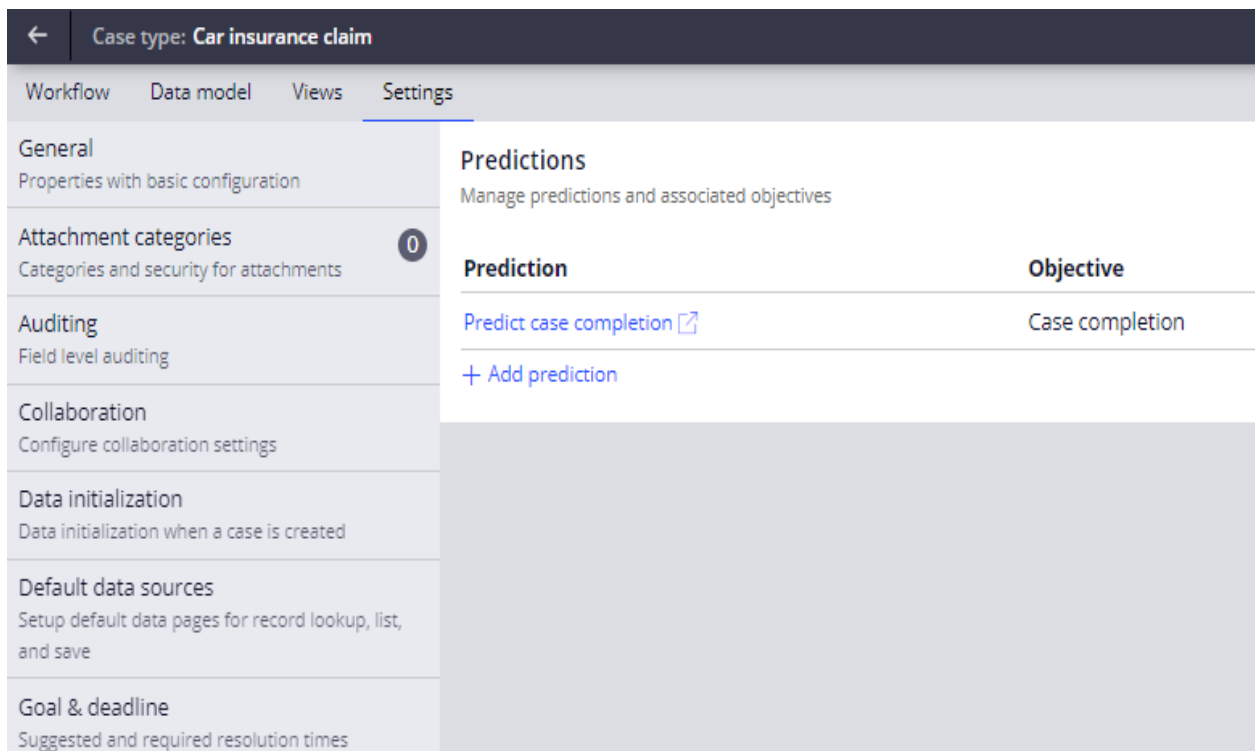 Case type: Car insurance claim
Workflow Data model Views Settings
General
Properties with basic configuration
Attachment categories 0
Categories and security for attachments
Auditing
Field level auditing
Collaboration
Configure collaboration settings
Data initialization
Data initialization when a case is created
Default data sources
Setup default data pages for record lookup, list,
and save
Goal & deadline
Suggested and required resolution times
Predictions
Manage predictions and associated objectives
Prediction Objective
Predict case completion Case completion
+ Add prediction